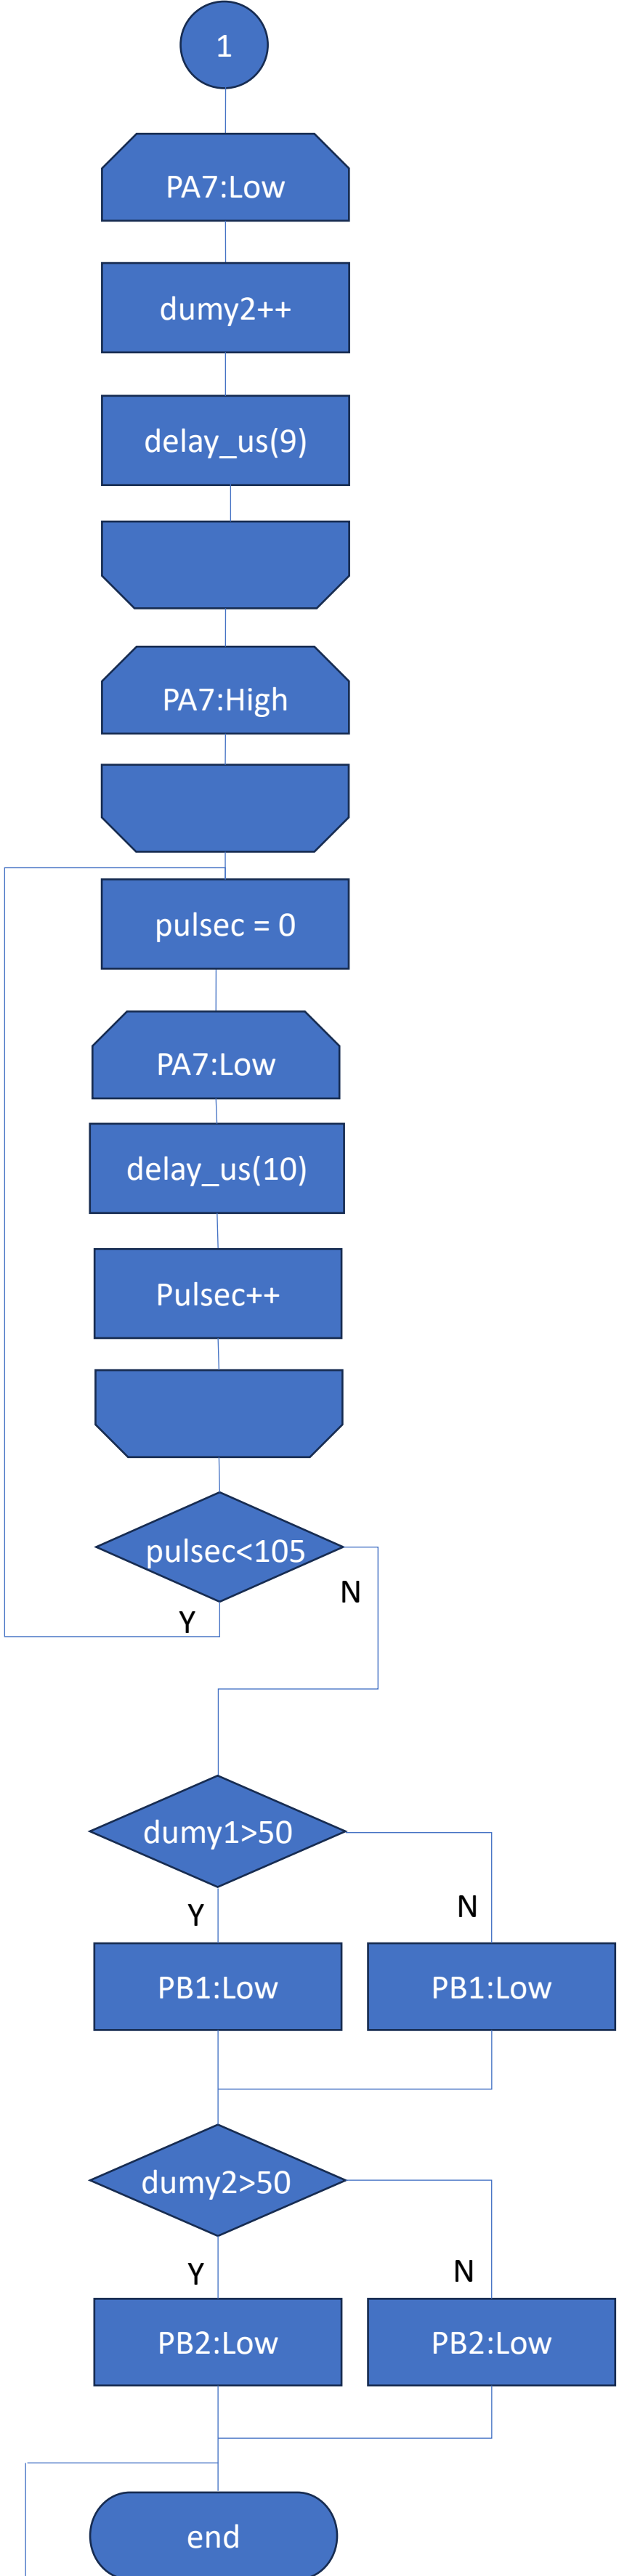 1
PA7:Low
dumy2++
delay_us(9)
PA7:High
pulsec = 0
PA7:Low
delay_us(10)
Pulsec++
pulsec<105
N
Y
dumy1>50
Y
N
PB1:Low
PB1:Low
dumy2>50
Y
N
PB2:Low
PB2:Low
end